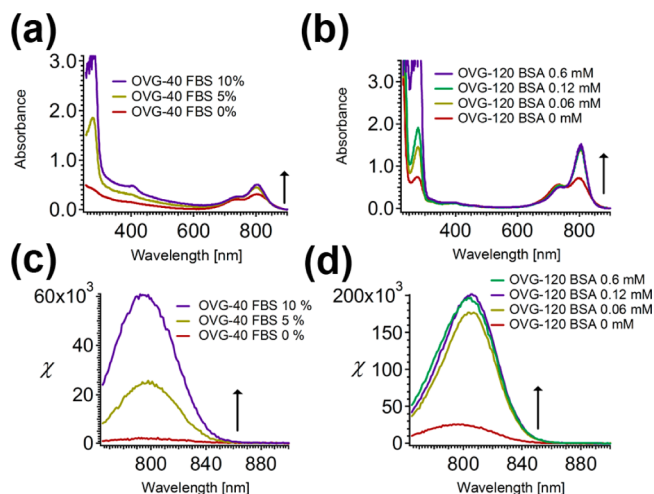 (a)
3.0
2.0
1.0
0.0
Absorbance
OVG-40 FBS 10%
OVG-40 FBS 5%
OVG-40 FBS 0%
400
600
800
Wavelength [nm]
(b)
3.0
2.0
1.0
0.0
Absorbance
OVG-120 BSA 0.6 mM
OVG-120 BSA 0.12 mM
OVG-120 BSA 0.06 mM
OVG-120 BSA 0 mM
400
600
800
Wavelength [nm]
(c)
60x10³
40
20
0
χ
OVG-40 FBS 10 %
OVG-40 FBS 5 %
OVG-40 FBS 0 %
800
840
880
Wavelength [nm]
(d)
200x10³
150
100
50
0
χ
OVG-120 BSA 0.6 mM
OVG-120 BSA 0.12 mM
OVG-120 BSA 0.06 mM
OVG-120 BSA 0 mM
800
840
880
Wavelength [nm]